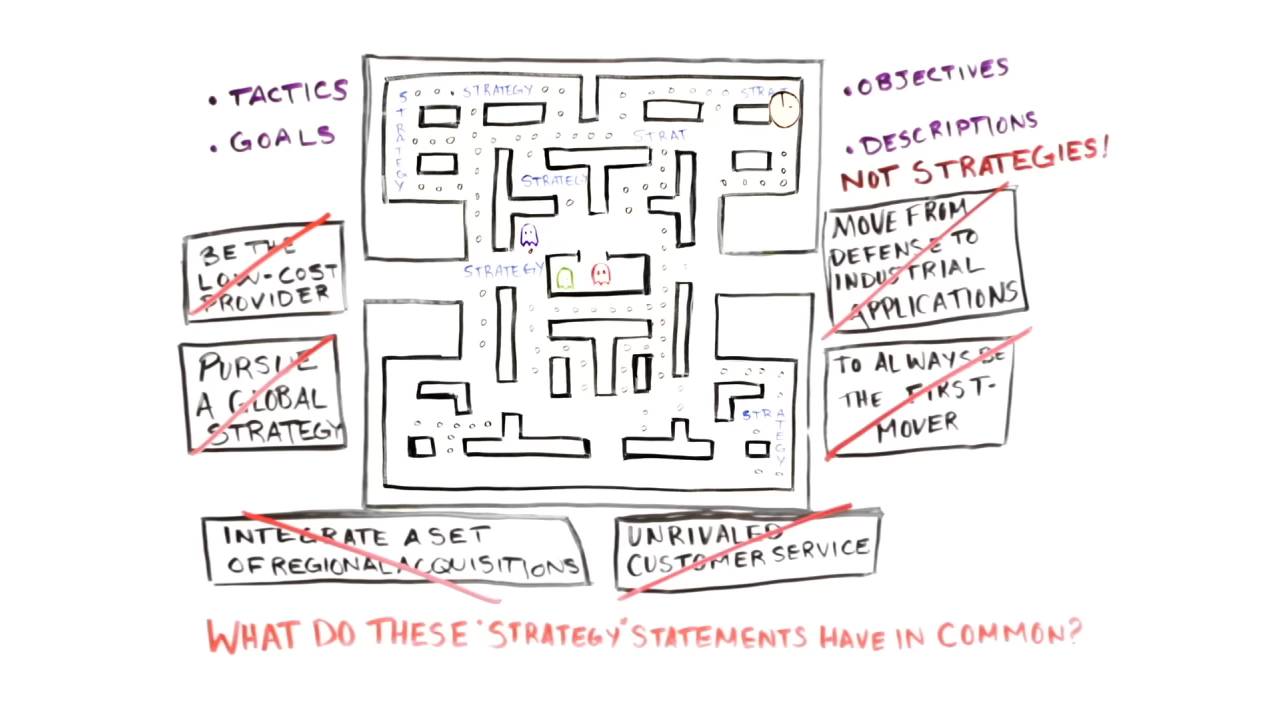 • TACTICS
• GOALS
• OBJECTIVES
• DESCRIPTIONS
NOT STRATEGIES!
STRATEGY
STRATEGY
STRAT
STRAT
STRATEGY
STRATEGY
STRA
TEGY
BE THE
LOW-COST
PROVIDER
PURSUE
A GLOBAL
STRATEGY
MOVE FROM
DEFENSE TO
INDUSTRIAL
APPLICATIONS
TO ALWAYS BE
THE FIRST-
MOVER
INTEGRATE A SET
OF REGIONAL ACQUISITIONS
UNRIVALED
CUSTOMER SERVICE
WHAT DO THESE "STRATEGY" STATEMENTS HAVE IN COMMON?